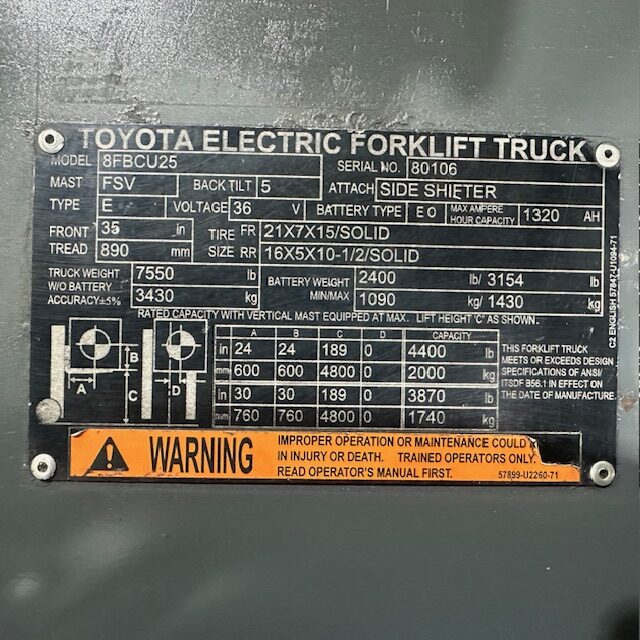 TOYOTA ELECTRIC FORKLIFT TRUCK
MODEL 8FBCU25 SERIAL NO. 80106
MAST FSV BACK TILT 5 ATTACH SIDE SHIFTER
TYPE E VOLTAGE 36 V BATTERY TYPE E O MAX AMPERE HOUR CAPACITY 1320 AH
FRONT 35 in TIRE FR 21X7X15/SOLID
TREAD 890 mm SIZE RR 16X5X10-1/2/SOLID
TRUCK WEIGHT 7550 lb BATTERY WEIGHT 2400 lb/ 3154 lb
W/O BATTERY
ACCURACY±5% 3430 kg MIN/MAX 1090 kg/ 1430 kg
RATED CAPACITY WITH VERTICAL MAST EQUIPPED AT MAX. LIFT HEIGHT 'C' AS SHOWN
A B C D CAPACITY
in 24 24 189 0 4400 lb
mm 600 600 4800 0 2000 kg
in 30 30 189 0 3870 lb
mm 760 760 4800 0 1740 kg
A B C D
THIS FORKLIFT TRUCK
MEETS OR EXCEEDS DESIGN
SPECIFICATIONS OF ANSI/
ITSDF B56.1 IN EFFECT ON
THE DATE OF MANUFACTURE.
C2 ENGLISH 57847-U1094-71
WARNING
IMPROPER OPERATION OR MAINTENANCE COULD
IN INJURY OR DEATH. TRAINED OPERATORS ONLY.
READ OPERATOR'S MANUAL FIRST. 57899-U2260-71